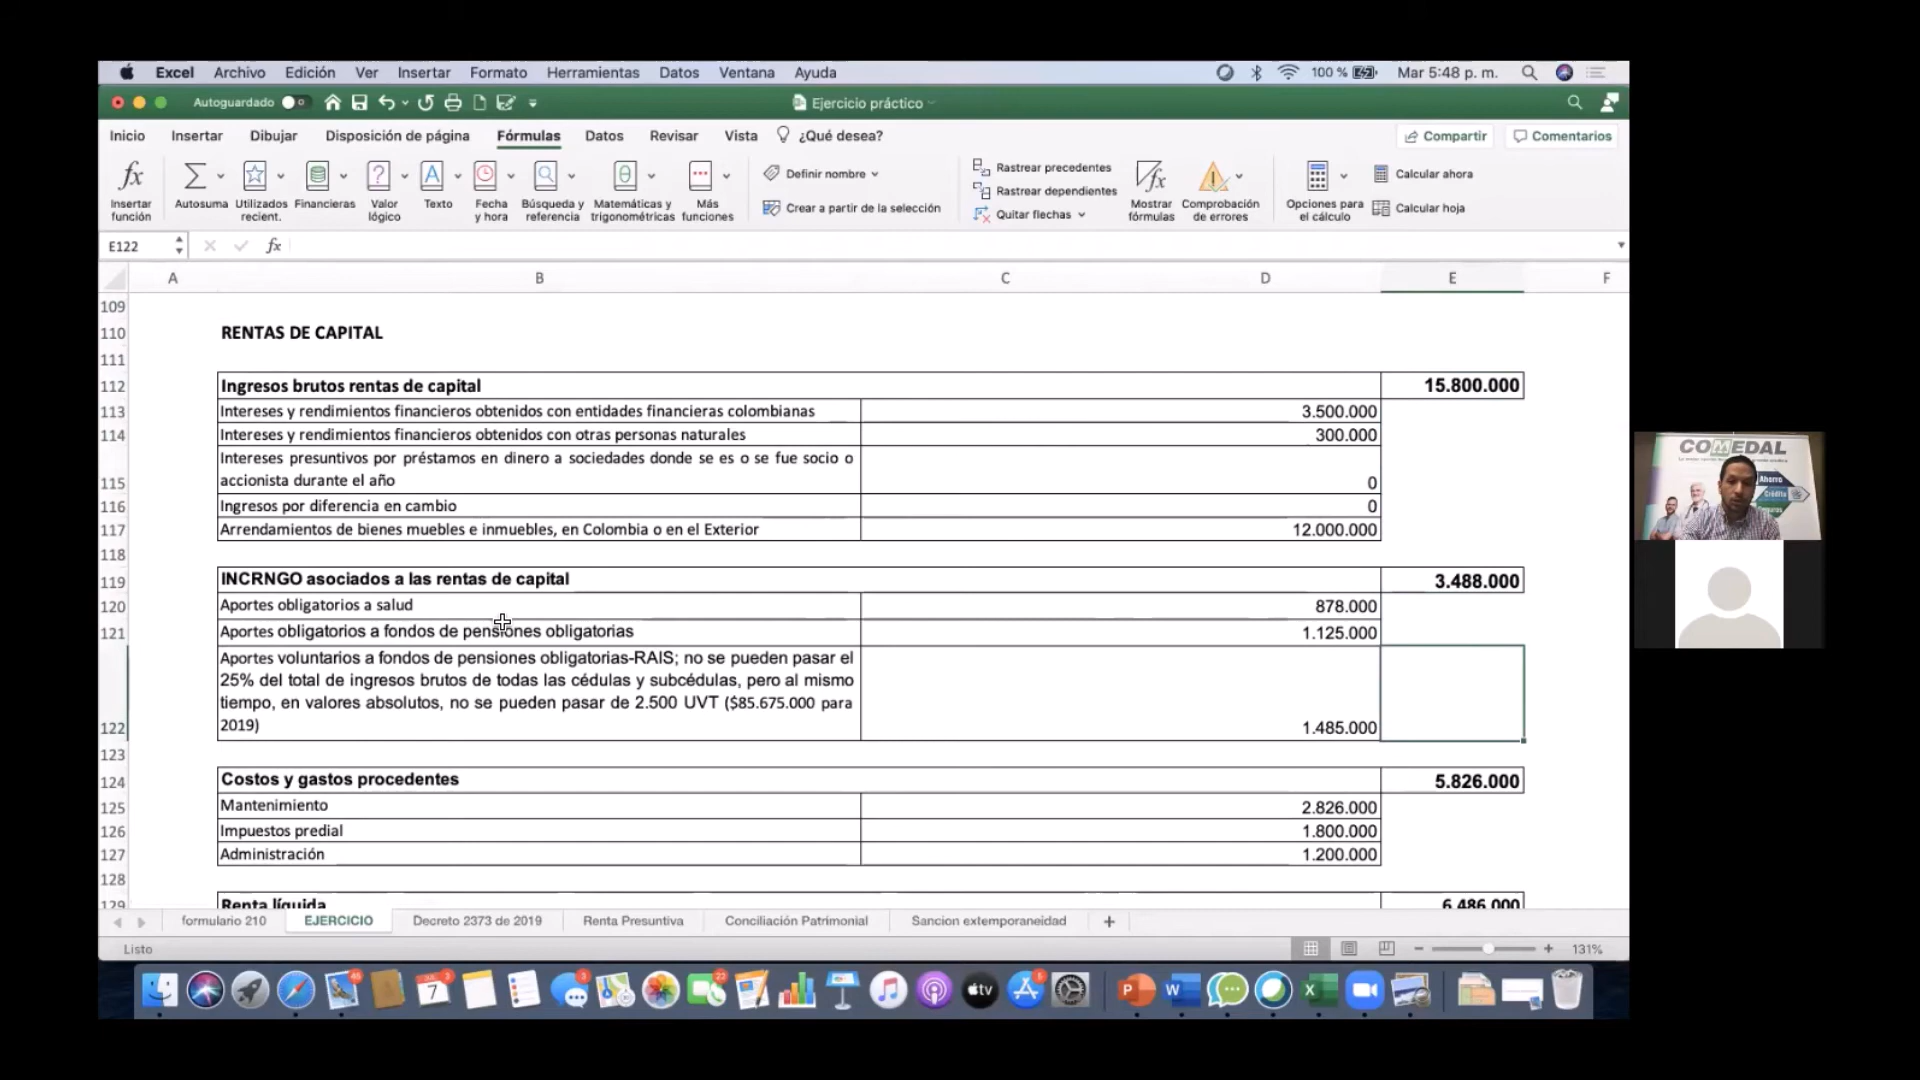 Excel Archivo Edición Ver Insertar Formato Herramientas Datos Ventana Ayuda 100 % Mar 5:48 p. m.
Autoguardado Ejercicio práctico
Inicio Insertar Dibujar Disposición de página Fórmulas Datos Revisar Vista ¿Qué desea? Compartir Comentarios
Insertar función Autosuma Utilizados recient. Financieras Valor lógico Texto Fecha y hora Búsqueda y referencia Matemáticas y trigonométricas Más funciones
Definir nombre
Crear a partir de la selección
Rastrear precedentes
Rastrear dependientes
Quitar flechas
Mostrar fórmulas Comprobación de errores Opciones para el cálculo
Calcular ahora
Calcular hoja
E122 fx
A B C D E F
109
110 RENTAS DE CAPITAL
111
112 Ingresos brutos rentas de capital 15.800.000
113 Intereses y rendimientos financieros obtenidos con entidades financieras colombianas 3.500.000
114 Intereses y rendimientos financieros obtenidos con otras personas naturales 300.000
Intereses presuntivos por préstamos en dinero a sociedades donde se es o se fue socio o
115 accionista durante el año 0
116 Ingresos por diferencia en cambio 0
117 Arrendamientos de bienes muebles e inmuebles, en Colombia o en el Exterior 12.000.000
118
119 INCRNGO asociados a las rentas de capital 3.488.000
120 Aportes obligatorios a salud 878.000
121 Aportes obligatorios a fondos de pensiones obligatorias 1.125.000
Aportes voluntarios a fondos de pensiones obligatorias-RAIS; no se pueden pasar el
25% del total de ingresos brutos de todas las cédulas y subcédulas, pero al mismo
tiempo, en valores absolutos, no se pueden pasar de 2.500 UVT ($85.675.000 para
122 2019) 1.485.000
123
124 Costos y gastos procedentes 5.826.000
125 Mantenimiento 2.826.000
126 Impuestos predial 1.800.000
127 Administración 1.200.000
128
129 Renta líquida 6.486.000
formulario 210 EJERCICIO Decreto 2373 de 2019 Renta Presuntiva Conciliación Patrimonial Sancion extemporaneidad
Listo 131%
COMEDAL
Ahorro
Crédito
7
tv